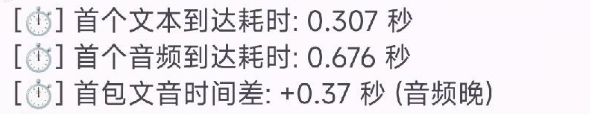 [⏱️] 首个文本到达耗时: 0.307 秒
[⏱️] 首个音频到达耗时: 0.676 秒
[⏱️] 首包文音时间差: +0.37 秒 (音频晚)